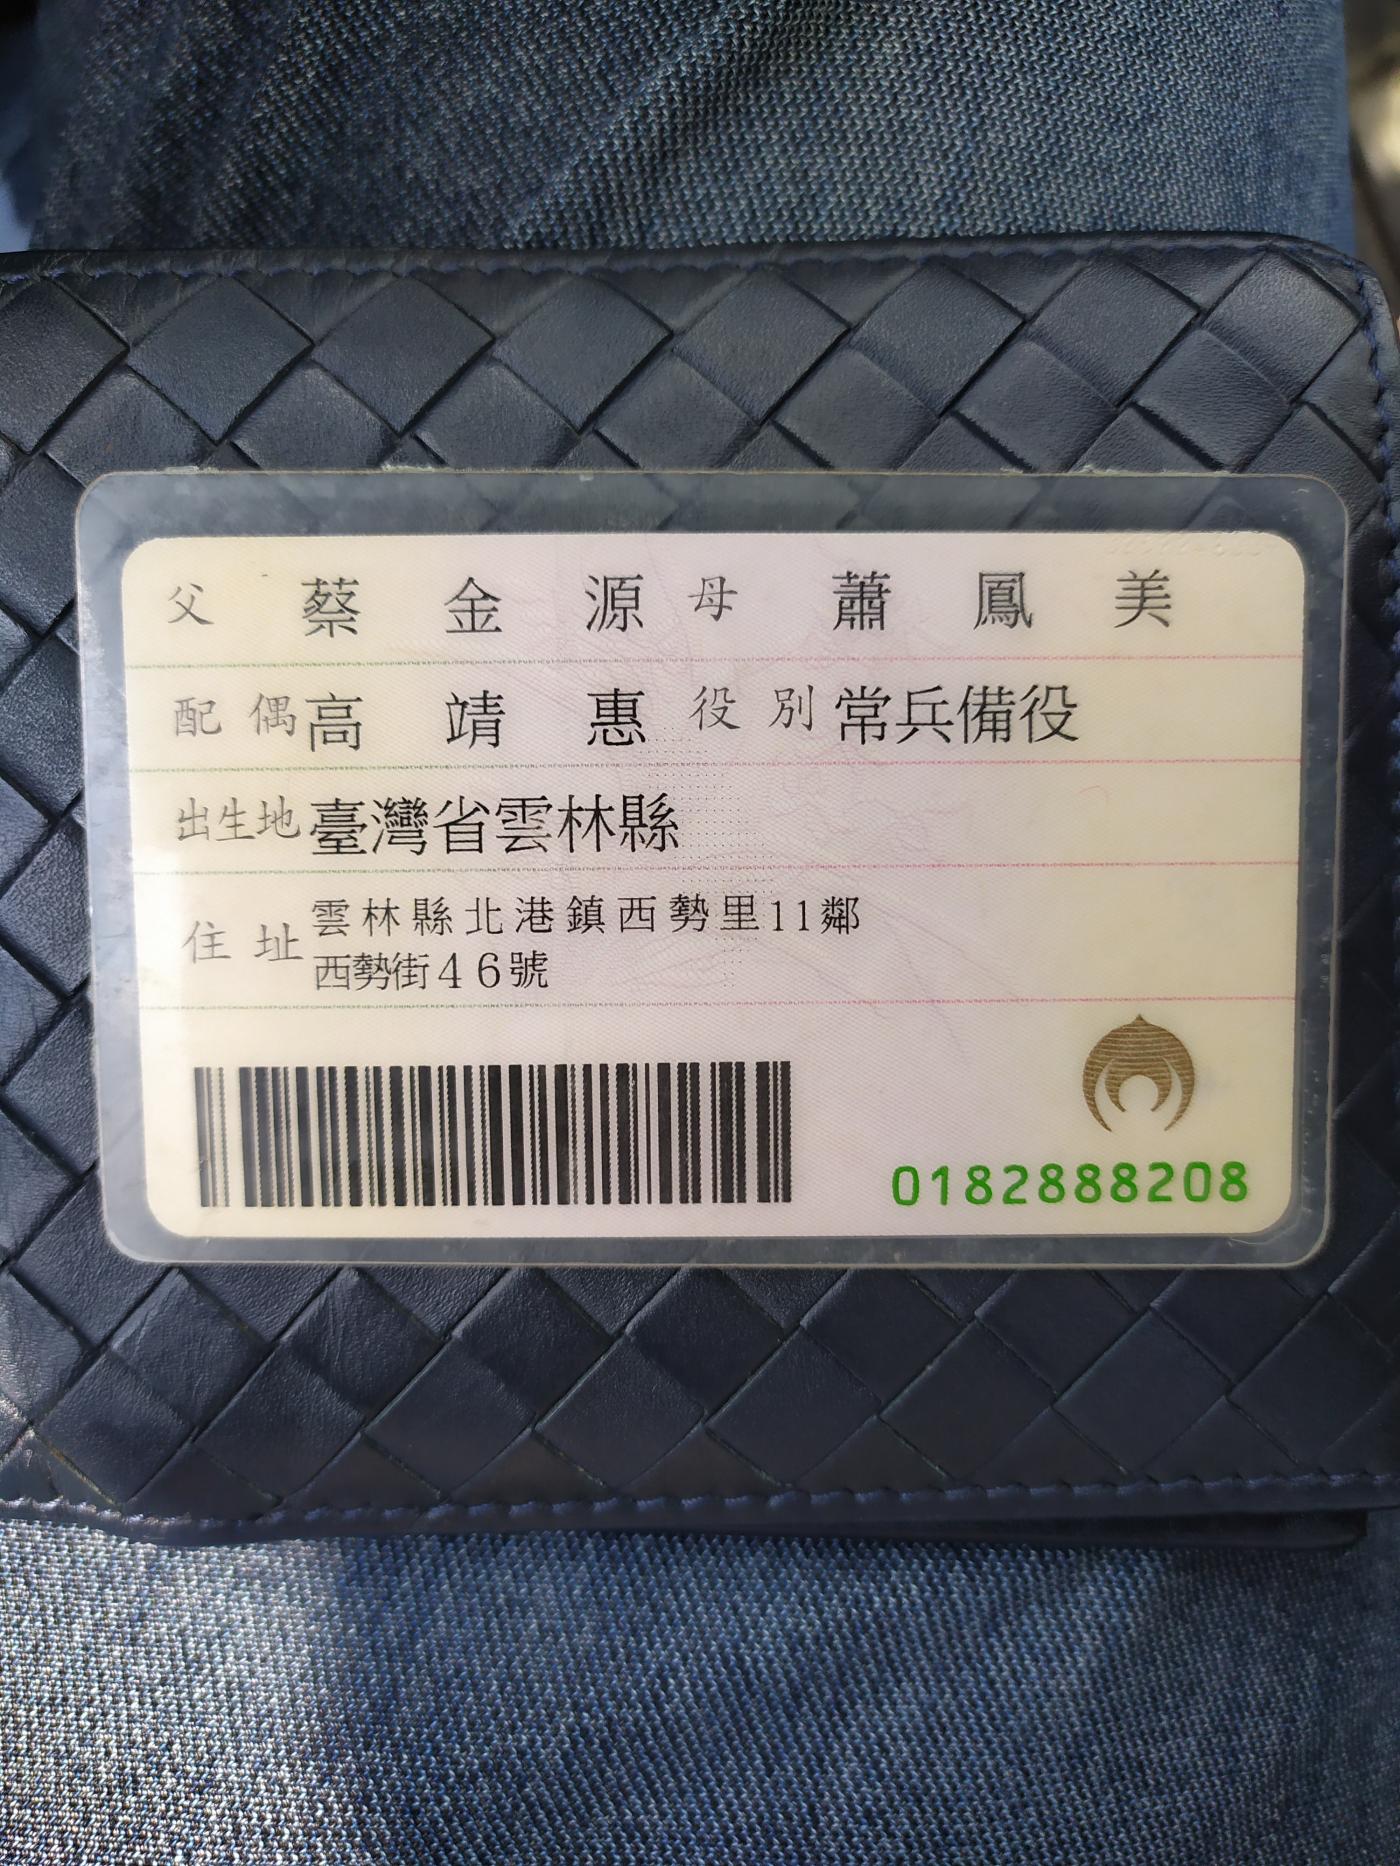 父 蔡金源 母 蕭鳳美
配偶 高靖惠 役別 常兵備役
出生地 臺灣省雲林縣
住址 雲林縣北港鎮西勢里11鄰
西勢街46號
0182888208